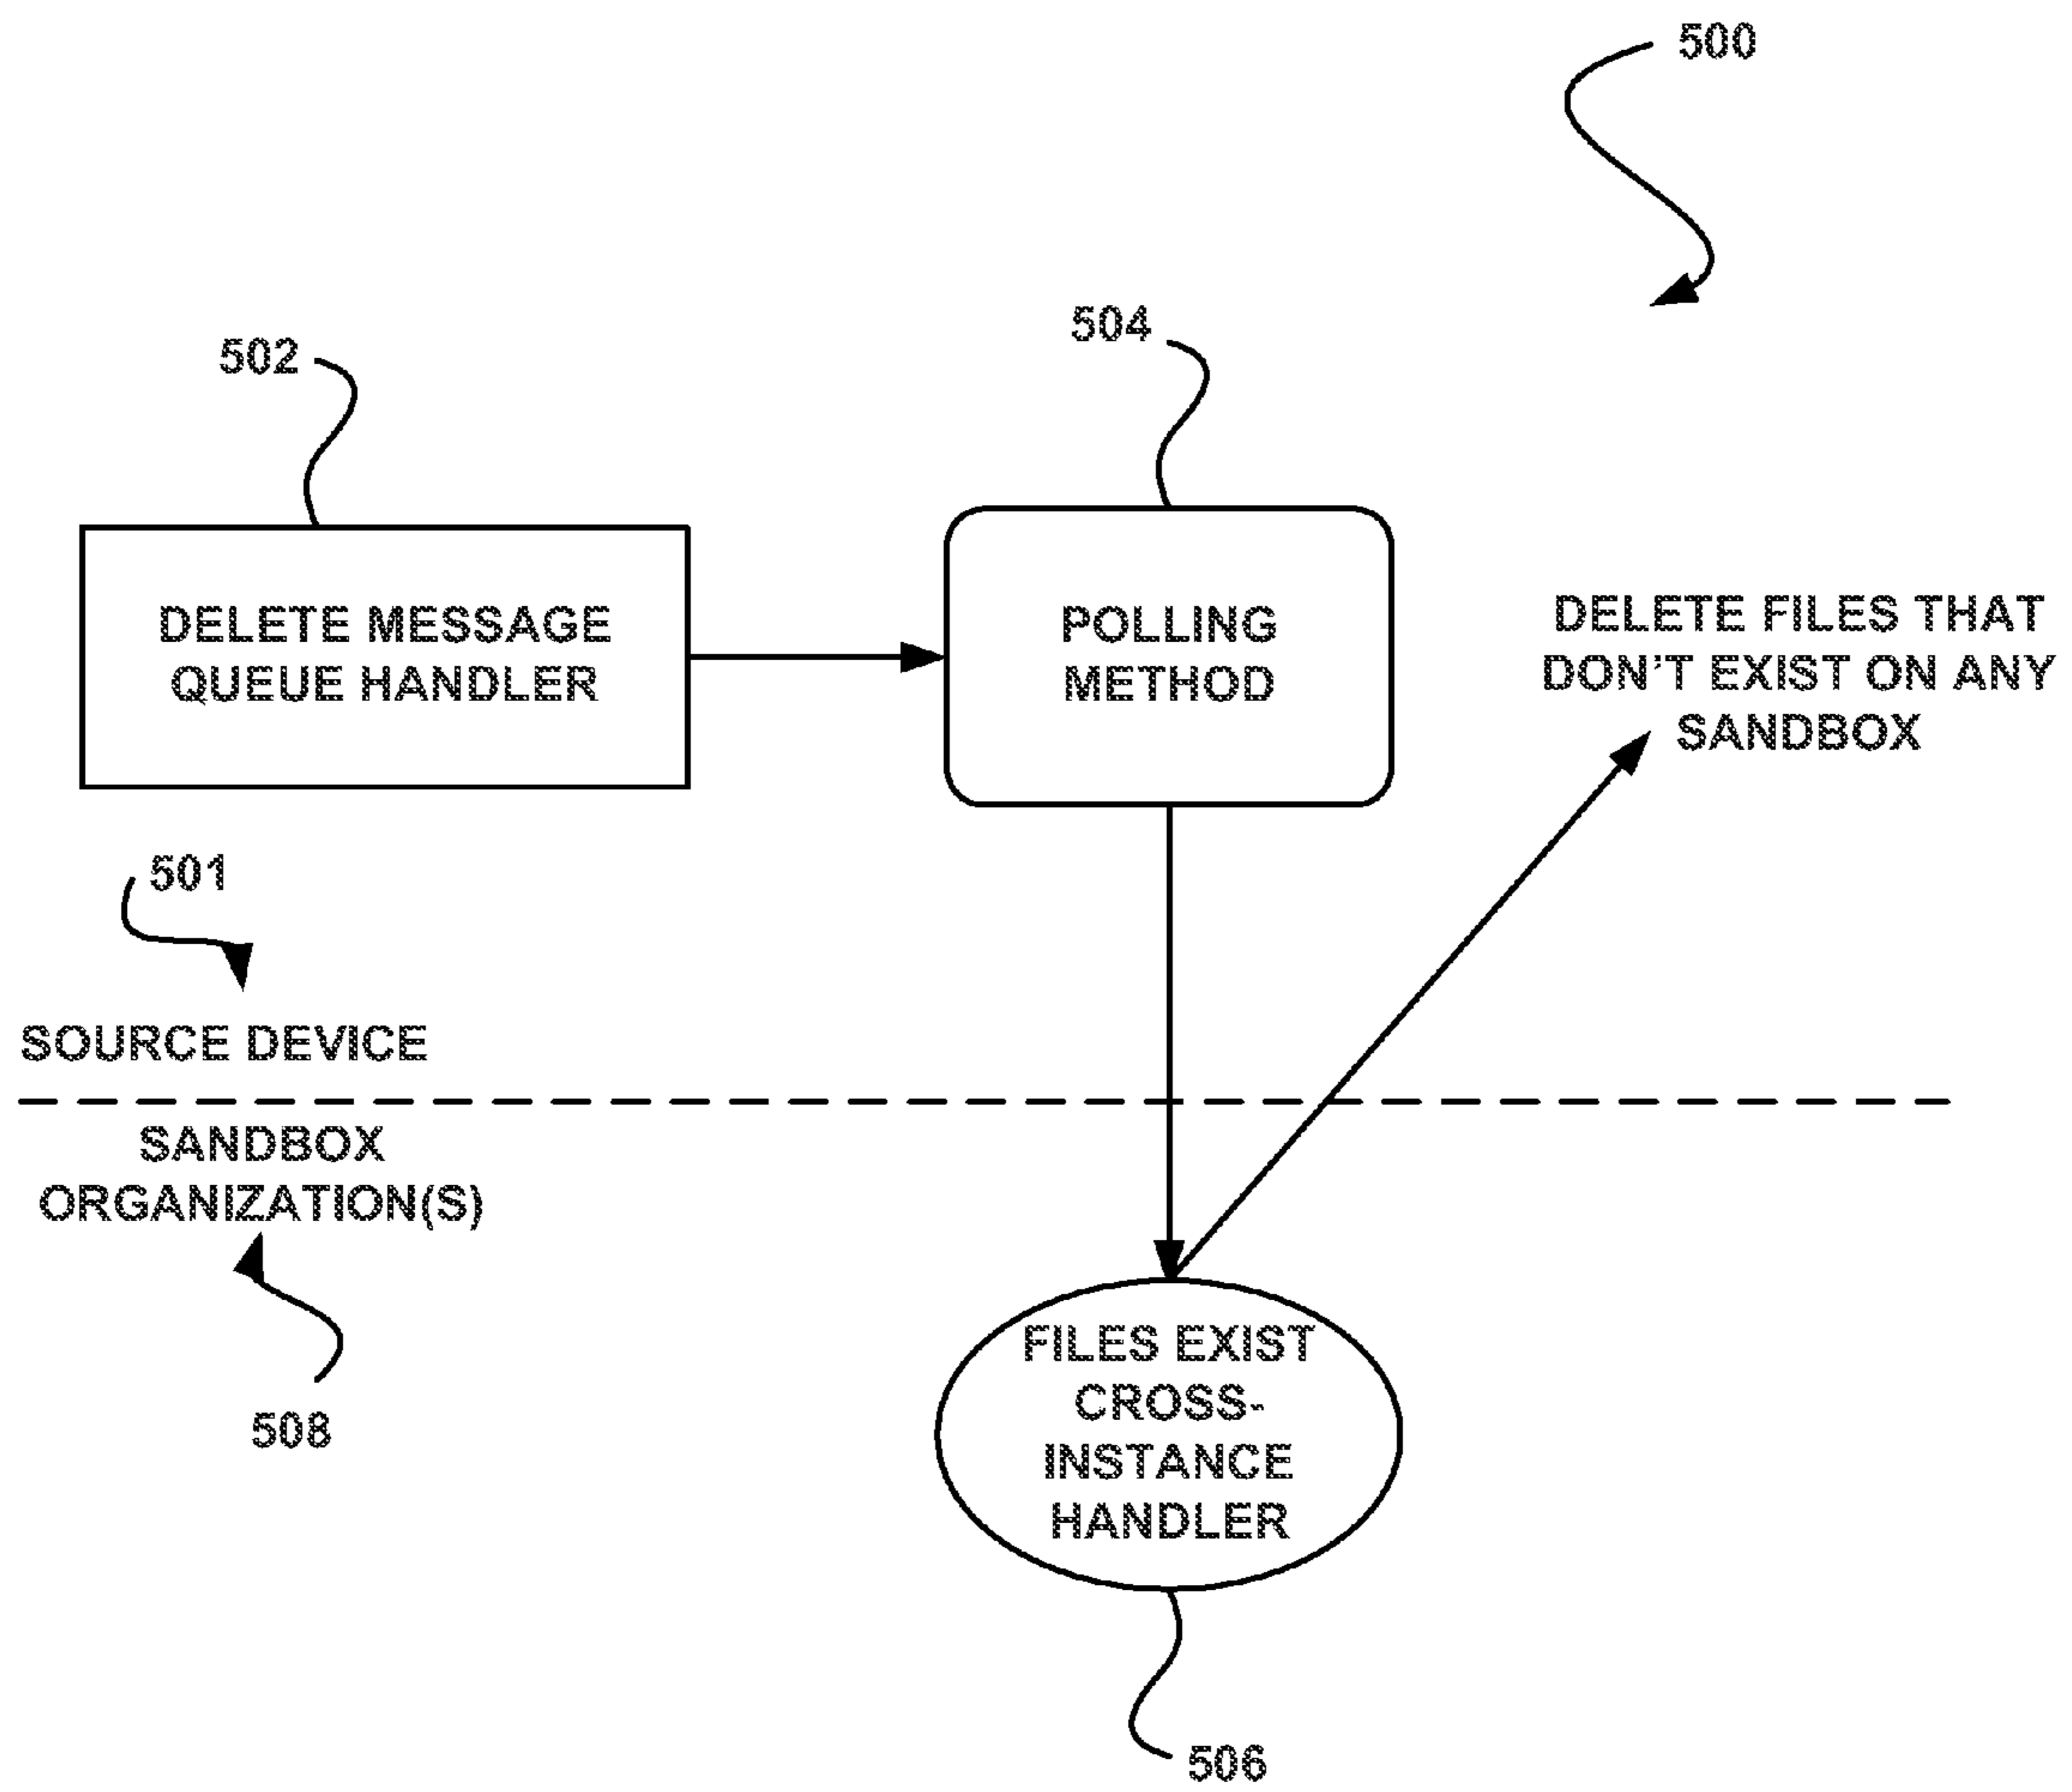 500
504
502
DELETE MESSAGE
QUEUE HANDLER
POLLING
METHOD
DELETE FILES THAT
DON'T EXIST ON ANY
SANDBOX
501
SOURCE DEVICE
SANDBOX
ORGANIZATION(S)
508
FILES EXIST
CROSS-
INSTANCE
HANDLER
506